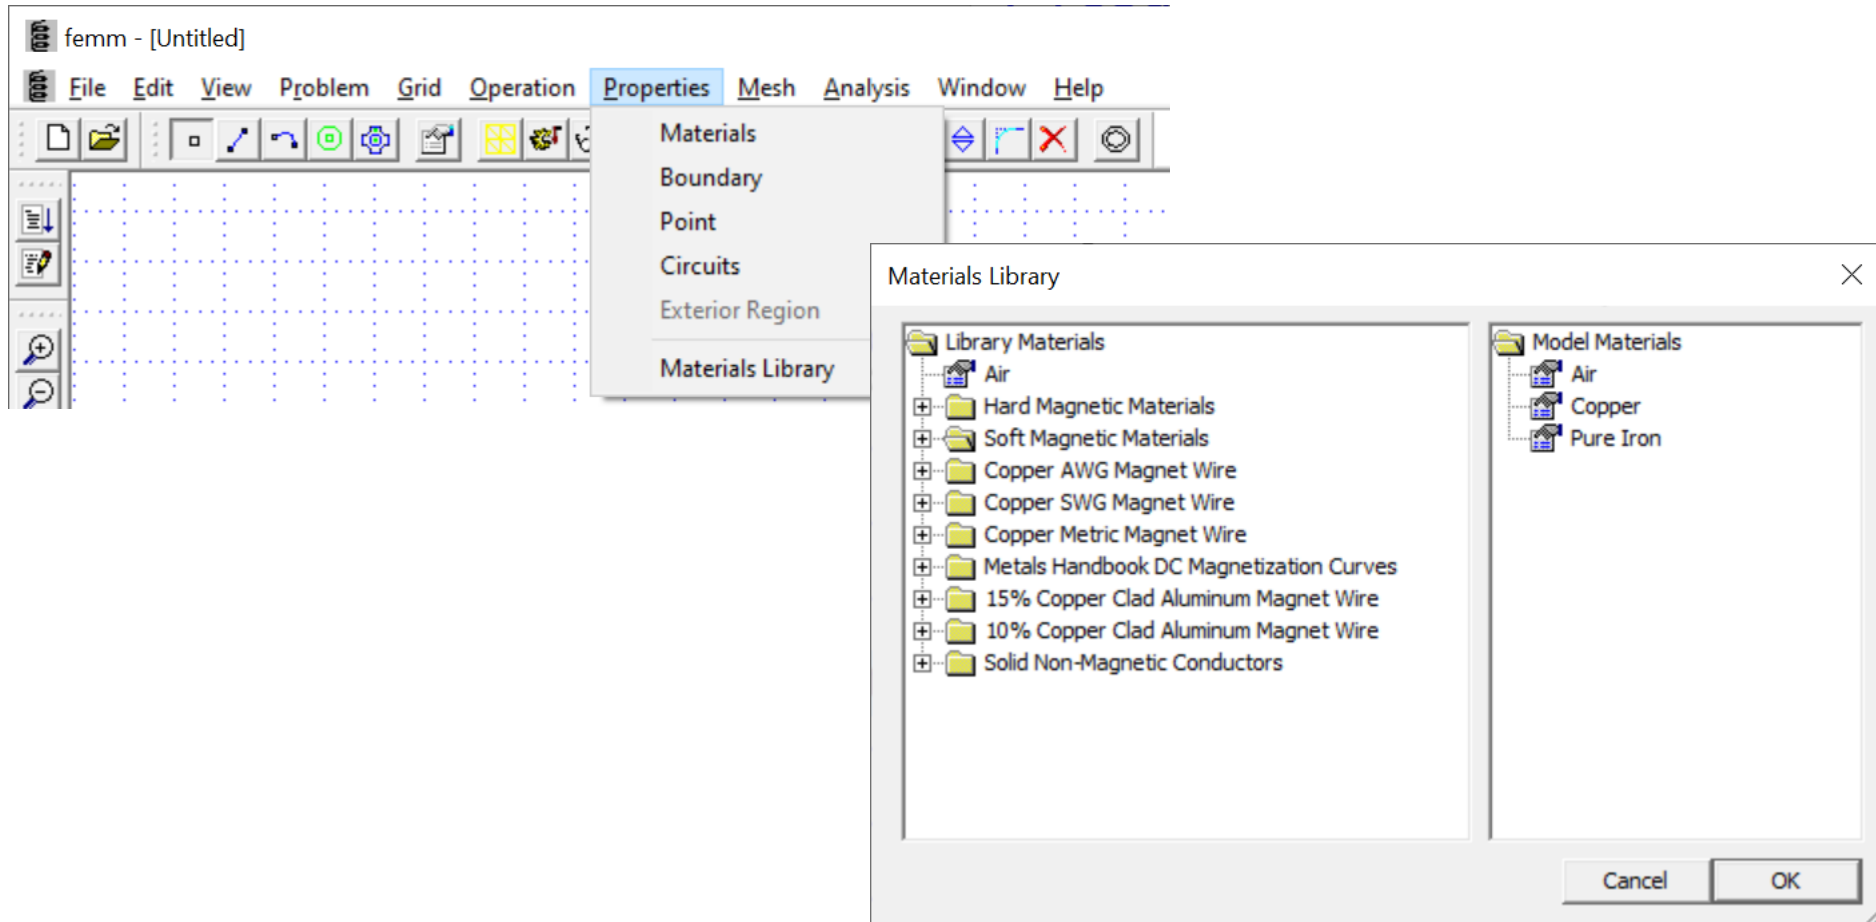 femm - [Untitled]
File Edit View Problem Grid Operation Properties Mesh Analysis Window Help
Materials
Boundary
Point
Circuits
Exterior Region
Materials Library
Materials Library
Library Materials
Air
Hard Magnetic Materials
Soft Magnetic Materials
Copper AWG Magnet Wire
Copper SWG Magnet Wire
Copper Metric Magnet Wire
Metals Handbook DC Magnetization Curves
15% Copper Clad Aluminum Magnet Wire
10% Copper Clad Aluminum Magnet Wire
Solid Non-Magnetic Conductors
Model Materials
Air
Copper
Pure Iron
Cancel OK